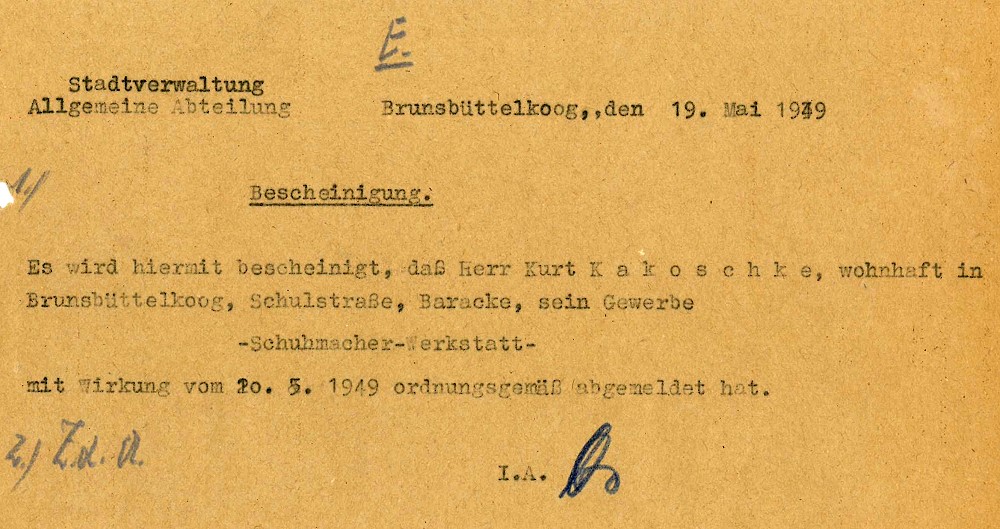 E.
Stadtverwaltung
Allgemeine Abteilung
Brunsbüttelkoog,,den 19. Mai 1949
1./
Bescheinigung.
Es wird hiermit bescheinigt, daß Herr Kurt K a k o s c h k e, wohnhaft in
Brunsbüttelkoog, Schulstraße, Baracke, sein Gewerbe
-Schuhmacher-Werkstatt-
mit Wirkung vom 20. 5. 1949 ordnungsgemäß abgemeldet hat.
2./ Z.d.A.
I.A.